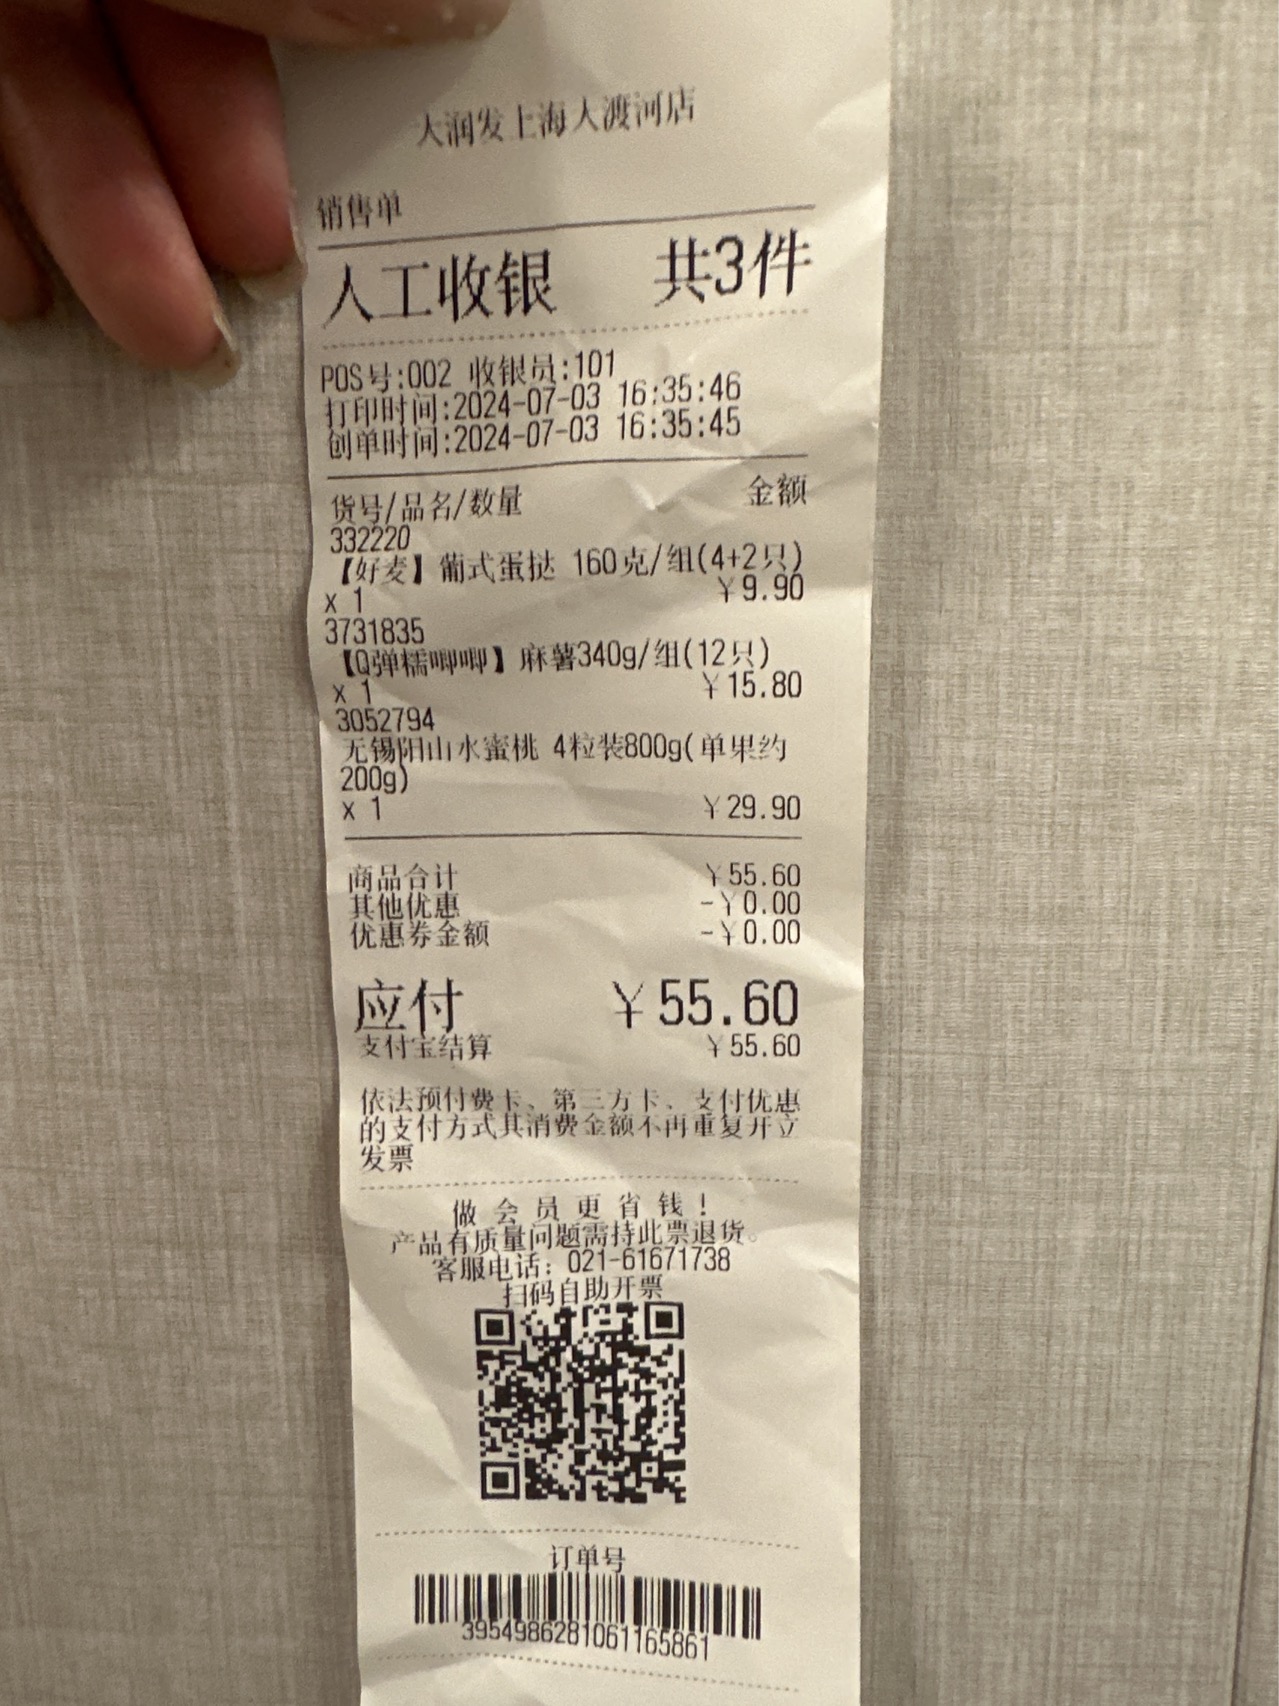 大润发上海大渡河店
销售单
人工收银 共3件
POS号:002 收银员:101
打印时间:2024-07-03 16:35:46
创单时间:2024-07-03 16:35:45
货号/品名/数量 金额
332220
【好麦】葡式蛋挞 160克/组(4+2只)
x 1 ￥9.90
3731835
【Q弹糯唧唧】麻薯340g/组(12只)
x 1 ￥15.80
3052794
无锡阳山水蜜桃 4粒装800g(单果约
200g)
x 1 ￥29.90
商品合计 ￥55.60
其他优惠 -￥0.00
优惠券金额 -￥0.00
应付 ￥55.60
支付宝结算 ￥55.60
依法预付费卡、第三方卡、支付优惠
的支付方式其消费金额不再重复开立
发票
做会员更省钱!
产品有质量问题需持此票退货。
客服电话: 021-61671738
扫码自助开票
订单号
3954986281061165861